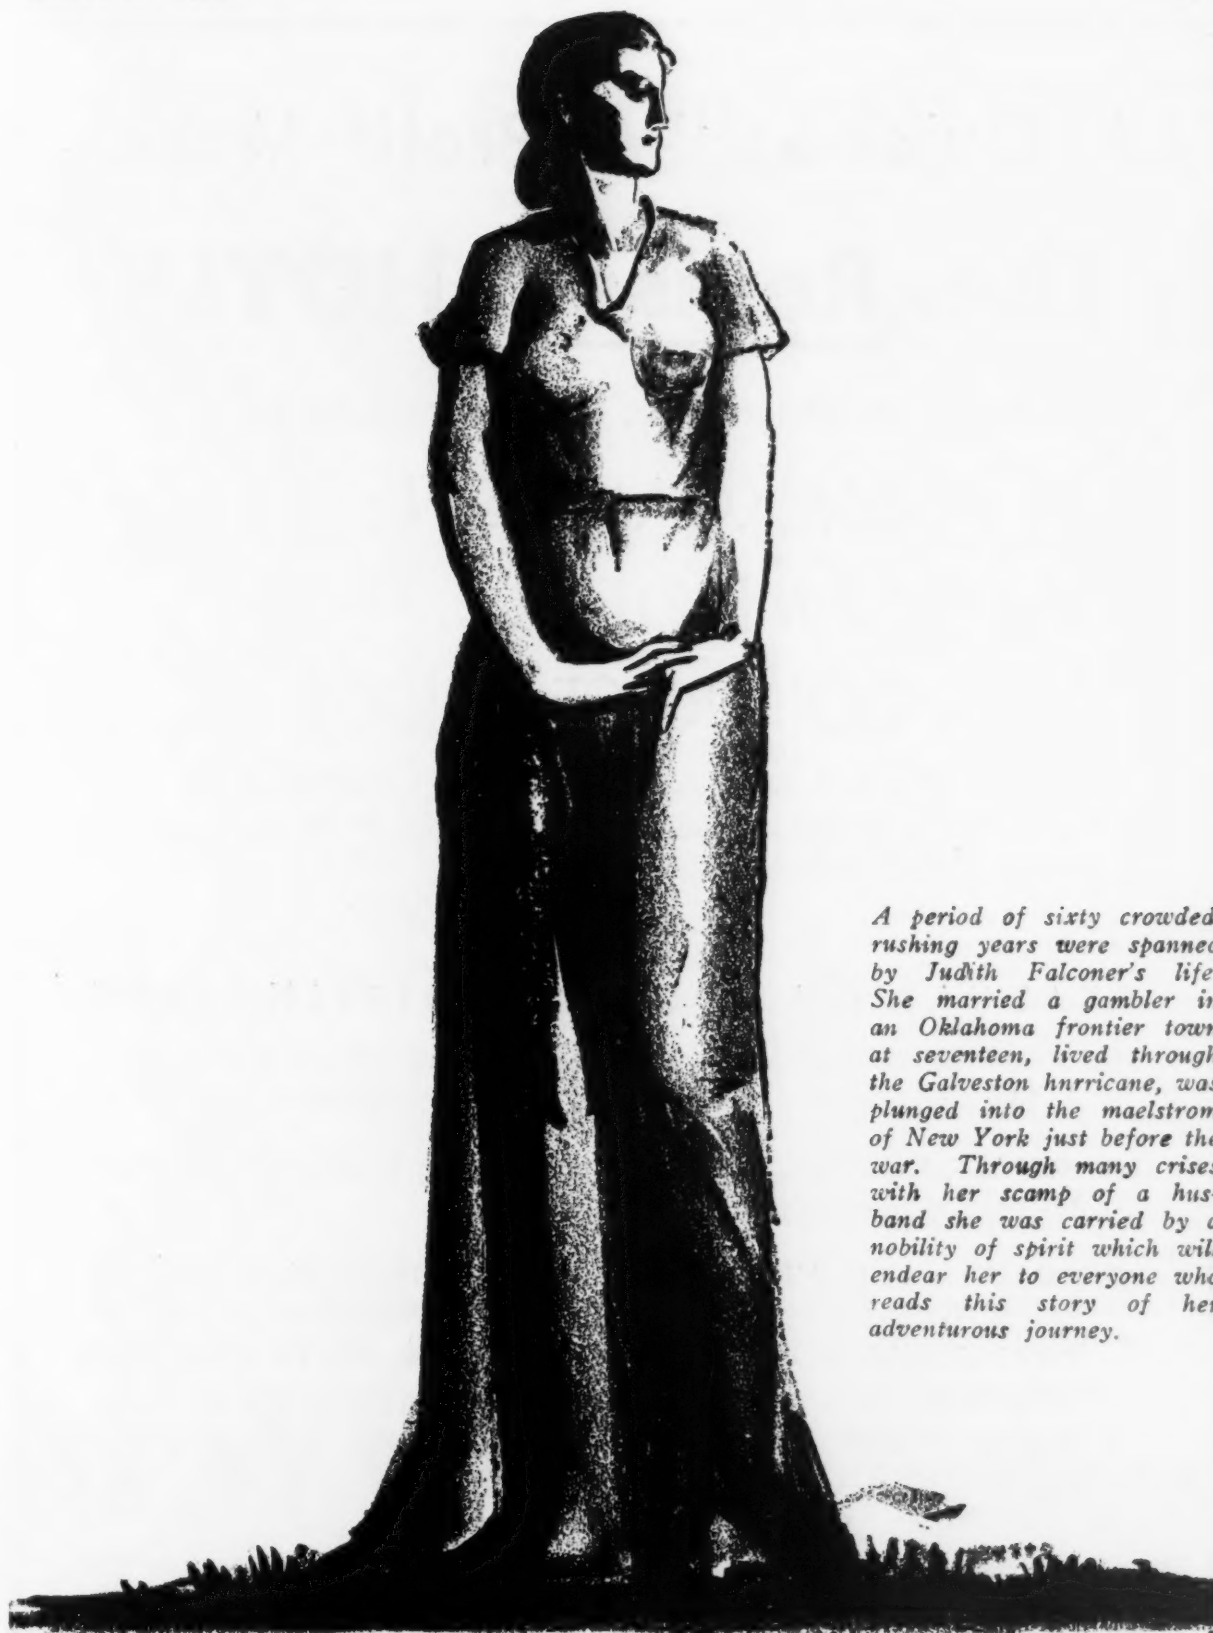 A period of sixty crowded
rushing years were spanned
by Judith Falconer's life
She married a gambler in
an Oklahoma frontier town
at seventeen, lived through
the Galveston hnrricane, was
plunged into the maelstrom
of New York just before the
war. Through many crises
with her scamp of a hus-
band she was carried by a
nobility of spirit which will
endear her to everyone who
reads this story of her
adventurous journey.